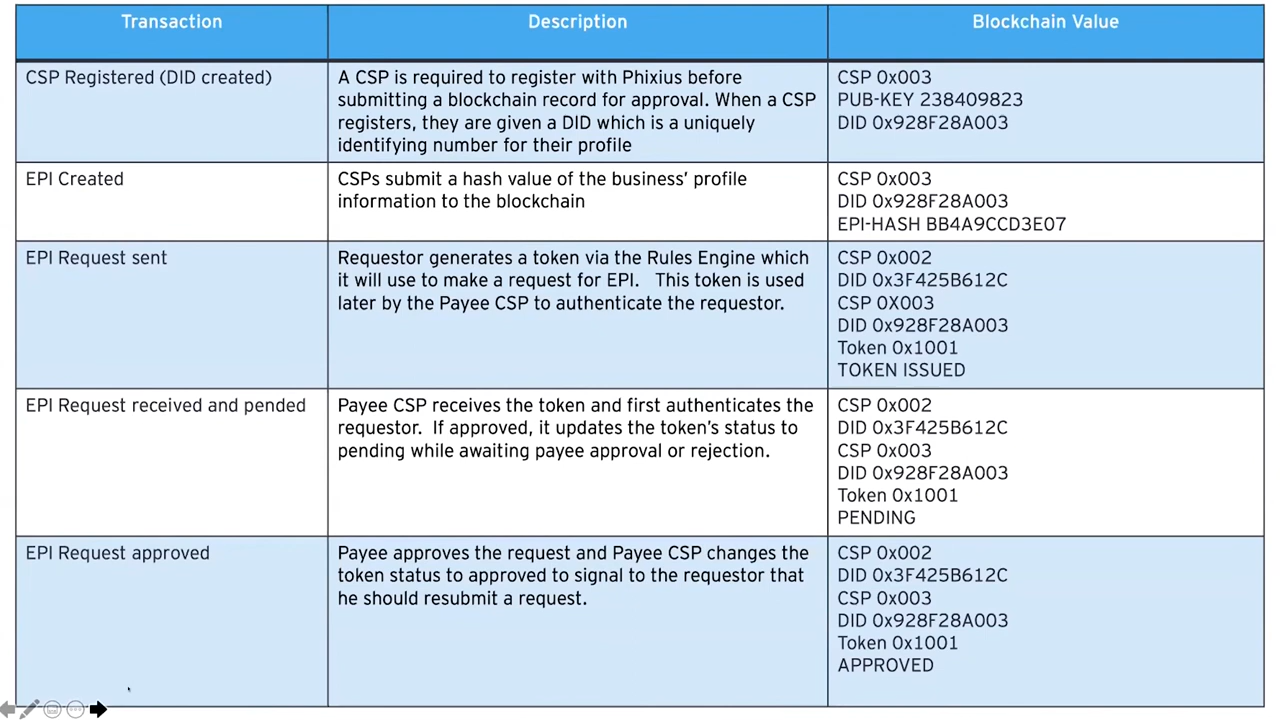 Transaction
Description
Blockchain Value
CSP Registered (DID created)
A CSP is required to register with Phixius before
submitting a blockchain record for approval. When a CSP
registers, they are given a DID which is a uniquely
identifying number for their profile
CSP 0x003
PUB-KEY 238409823
DID 0x928F28A003
EPI Created
CSPs submit a hash value of the business’ profile
information to the blockchain
CSP 0x003
DID 0x928F28A003
EPI-HASH BB4A9CCD3E07
EPI Request sent
Requestor generates a token via the Rules Engine which
it will use to make a request for EPI. This token is used
later by the Payee CSP to authenticate the requestor.
CSP 0x002
DID 0x3F425B612C
CSP 0X003
DID 0x928F28A003
Token 0x1001
TOKEN ISSUED
EPI Request received and pended
Payee CSP receives the token and first authenticates the
requestor. If approved, it updates the token’s status to
pending while awaiting payee approval or rejection.
CSP 0x002
DID 0x3F425B612C
CSP 0x003
DID 0x928F28A003
Token 0x1001
PENDING
EPI Request approved
Payee approves the request and Payee CSP changes the
token status to approved to signal to the requestor that
he should resubmit a request.
CSP 0x002
DID 0x3F425B612C
CSP 0x003
DID 0x928F28A003
Token 0x1001
APPROVED